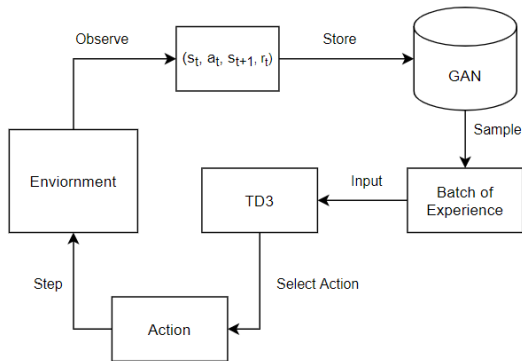 Observe
(st, at, st+1, rt)
Store
GAN
Sample
Enviornment
TD3
Input
Batch of
Experience
Step
Select Action
Action